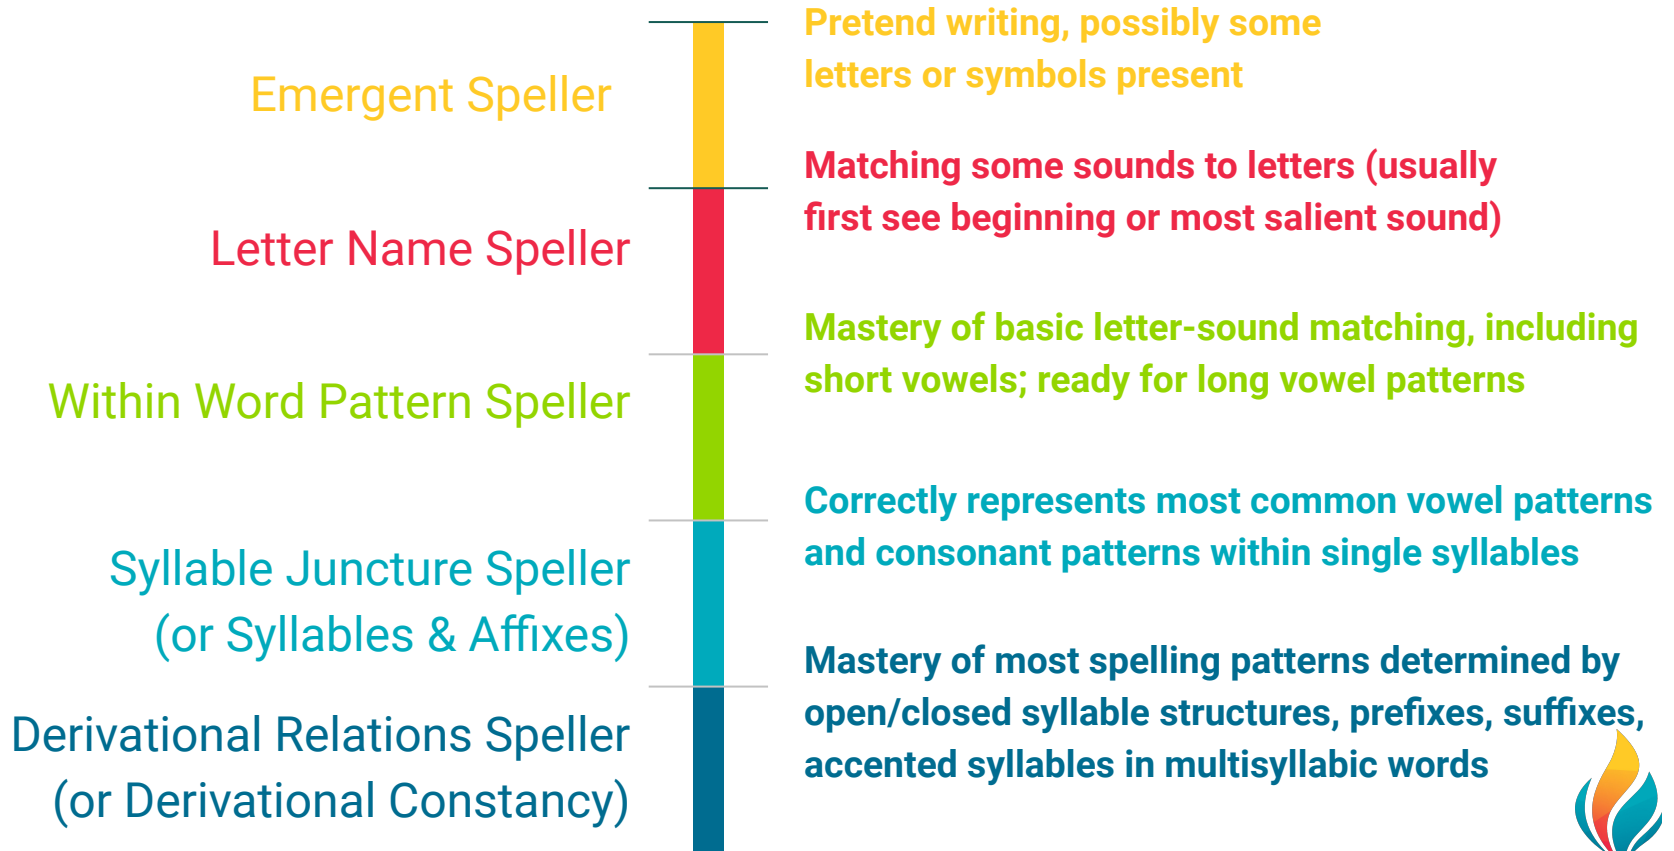 Emergent Speller
Pretend writing, possibly some
letters or symbols present
Letter Name Speller
Matching some sounds to letters (usually
first see beginning or most salient sound)
Within Word Pattern Speller
Mastery of basic letter-sound matching, including
short vowels; ready for long vowel patterns
Syllable Juncture Speller
(or Syllables & Affixes)
Correctly represents most common vowel patterns
and consonant patterns within single syllables
Derivational Relations Speller
(or Derivational Constancy)
Mastery of most spelling patterns determined by
open/closed syllable structures, prefixes, suffixes,
accented syllables in multisyllabic words